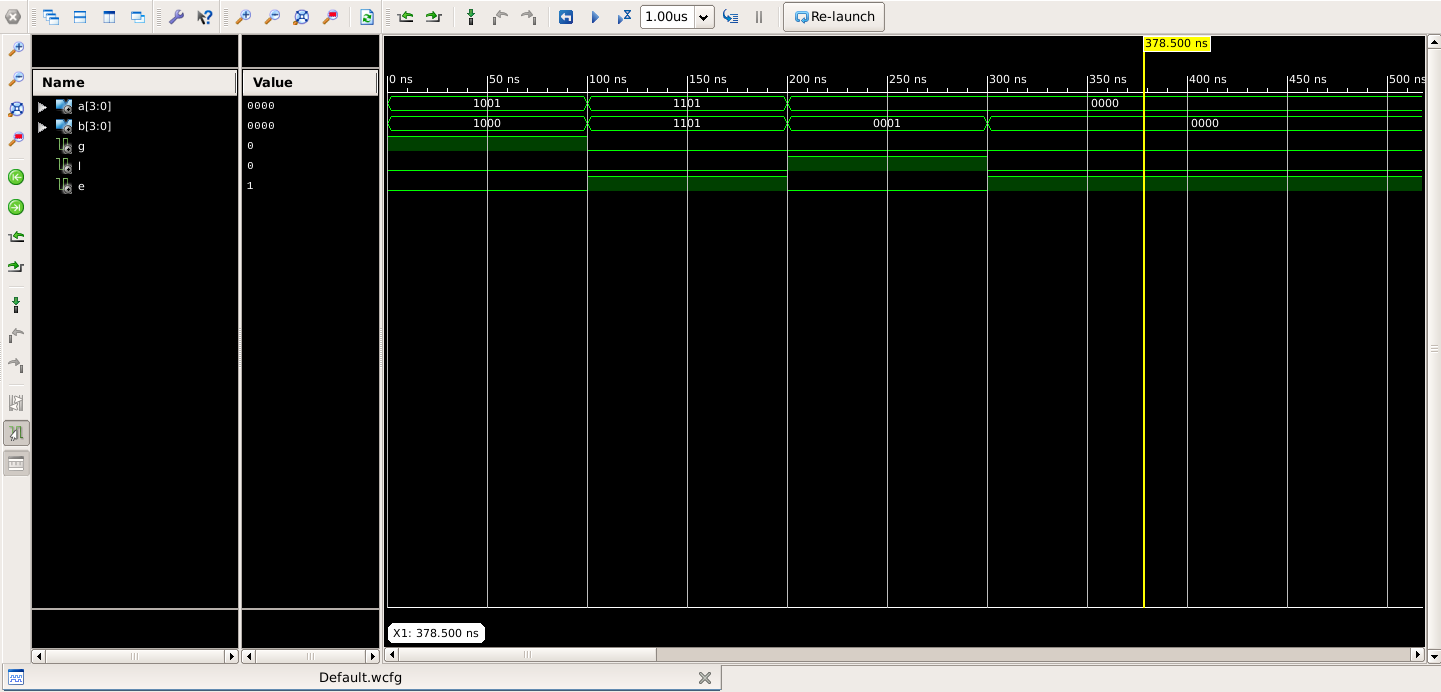 1.00us Re-launch
378.500 ns
Name Value
0 ns 50 ns 100 ns 150 ns 200 ns 250 ns 300 ns 350 ns 400 ns 450 ns 500 ns
a[3:0] 0000 1001 1101 0000
b[3:0] 0000 1000 1101 0001 0000
g 0
l 0
e 1
X1: 378.500 ns
Default.wcfg